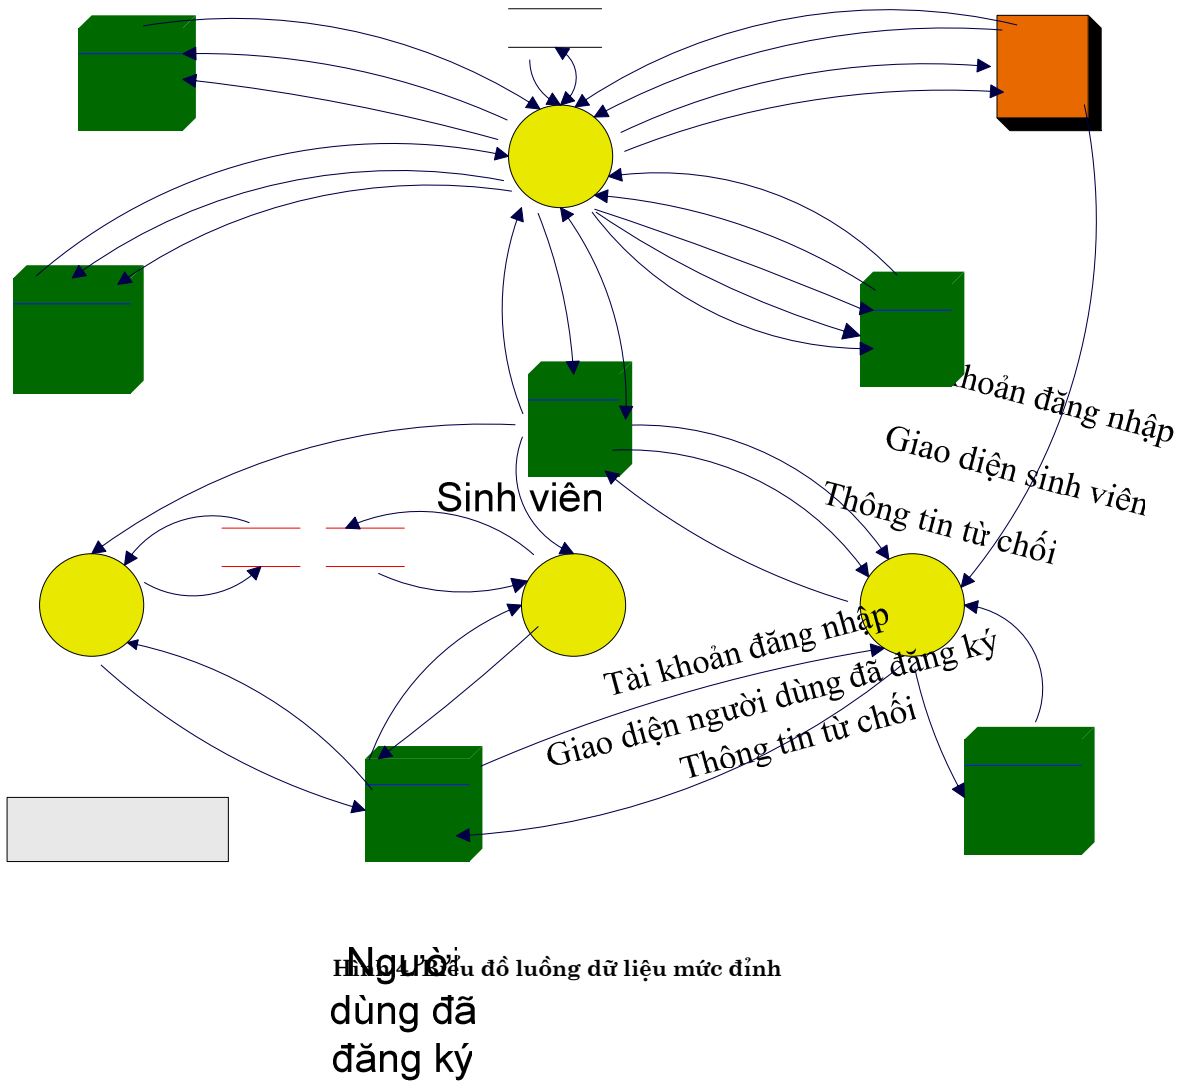 khoản đăng nhập
Giao diện sinh viên
Thông tin từ chối
Sinh viên
Tài khoản đăng nhập
Giao diện người dùng đã đăng ký
Thông tin từ chối
Người
Hình 4. Biểu đồ luồng dữ liệu mức đỉnh
dùng đã
đăng ký